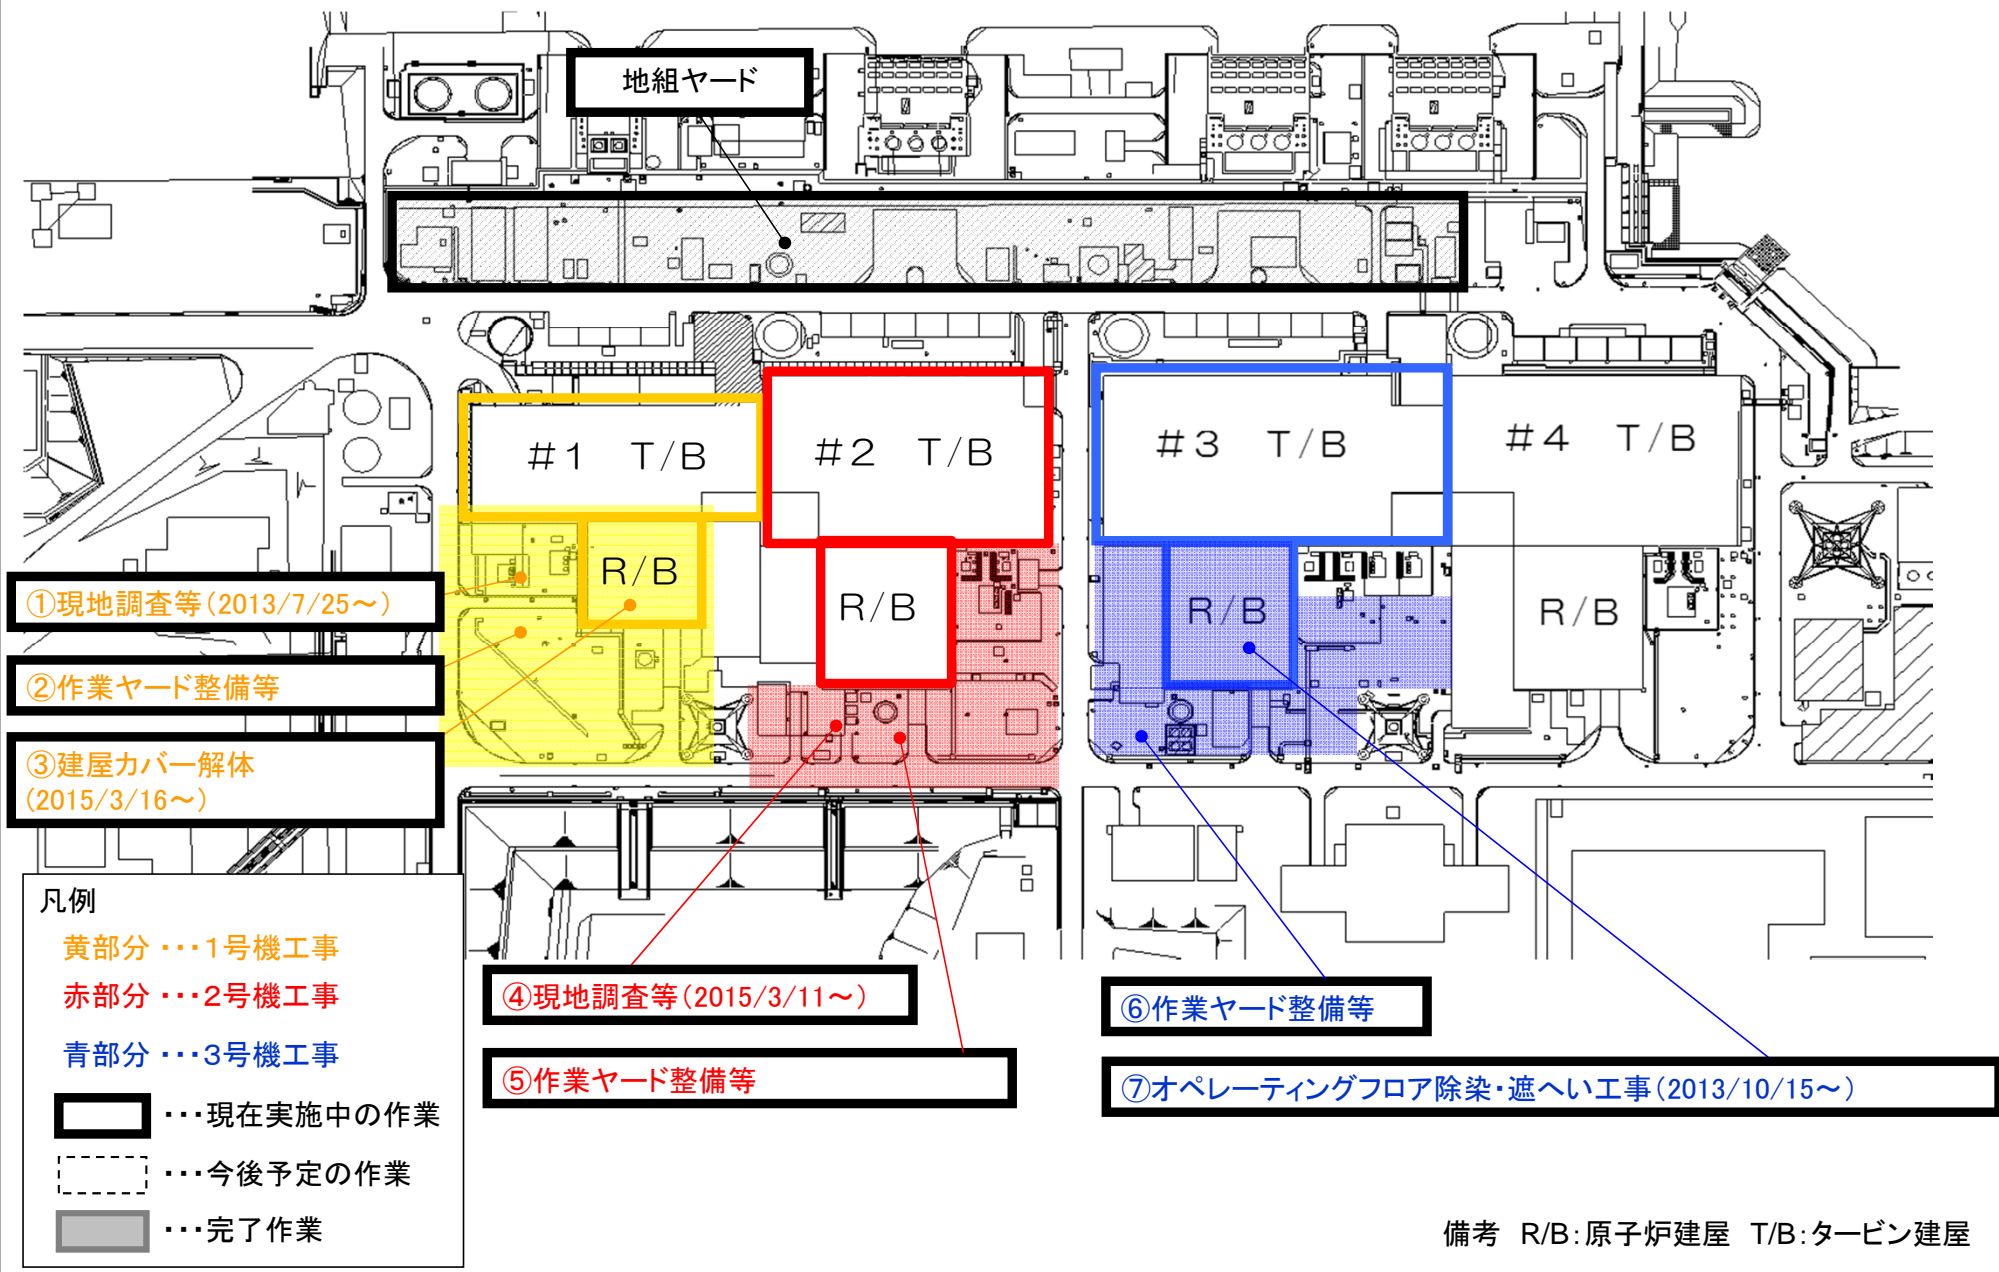 地組ヤード
#1 T/B
#2 T/B
#3 T/B
#4 T/B
R/B
R/B
R/B
R/B
①現地調査等(2013/7/25～)
②作業ヤード整備等
③建屋カバー解体
(2015/3/16～)
④現地調査等(2015/3/11～)
⑤作業ヤード整備等
⑥作業ヤード整備等
⑦オペレーティングフロア除染・遮へい工事(2013/10/15～)
凡例
黄部分・・・1号機工事
赤部分・・・2号機工事
青部分・・・3号機工事
・・・現在実施中の作業
・・・今後予定の作業
・・・完了作業
備考 R/B:原子炉建屋 T/B:タービン建屋